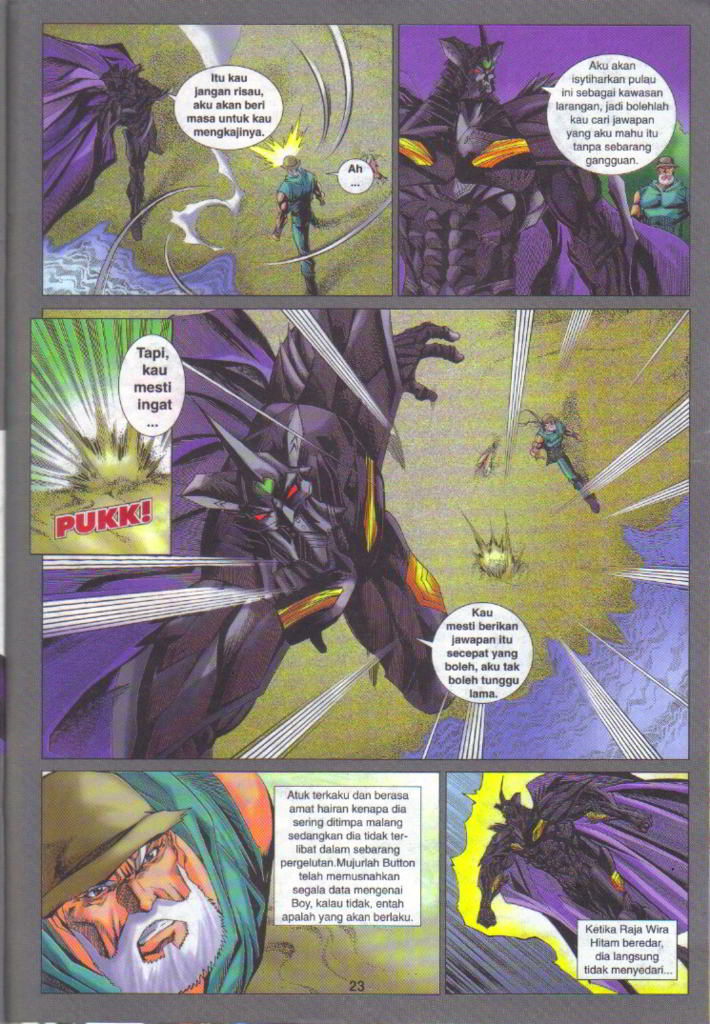 Itu kau
jangan risau,
aku akan beri
masa untuk kau
mengkajinya.
Ah
...
Aku akan
isytiharkan pulau
ini sebagai kawasan
larangan, jadi bolehlah
kau cari jawapan
yang aku mahu itu
tanpa sebarang
gangguan.
Tapi,
kau
mesti
ingat
...
PUKK!
Kau
mesti berikan
jawapan itu
secepat yang
boleh, aku tak
boleh tunggu
lama.
Atuk terkaku dan berasa
amat hairan kenapa dia
sering ditimpa malang
sedangkan dia tidak ter-
libat dalam sebarang
pergelutan.Mujurlah Button
telah memusnahkan
segala data mengenai
Boy, kalau tidak, entah
apalah yang akan berlaku.
Ketika Raja Wira
Hitam beredar,
dia langsung
tidak menyedari...
23